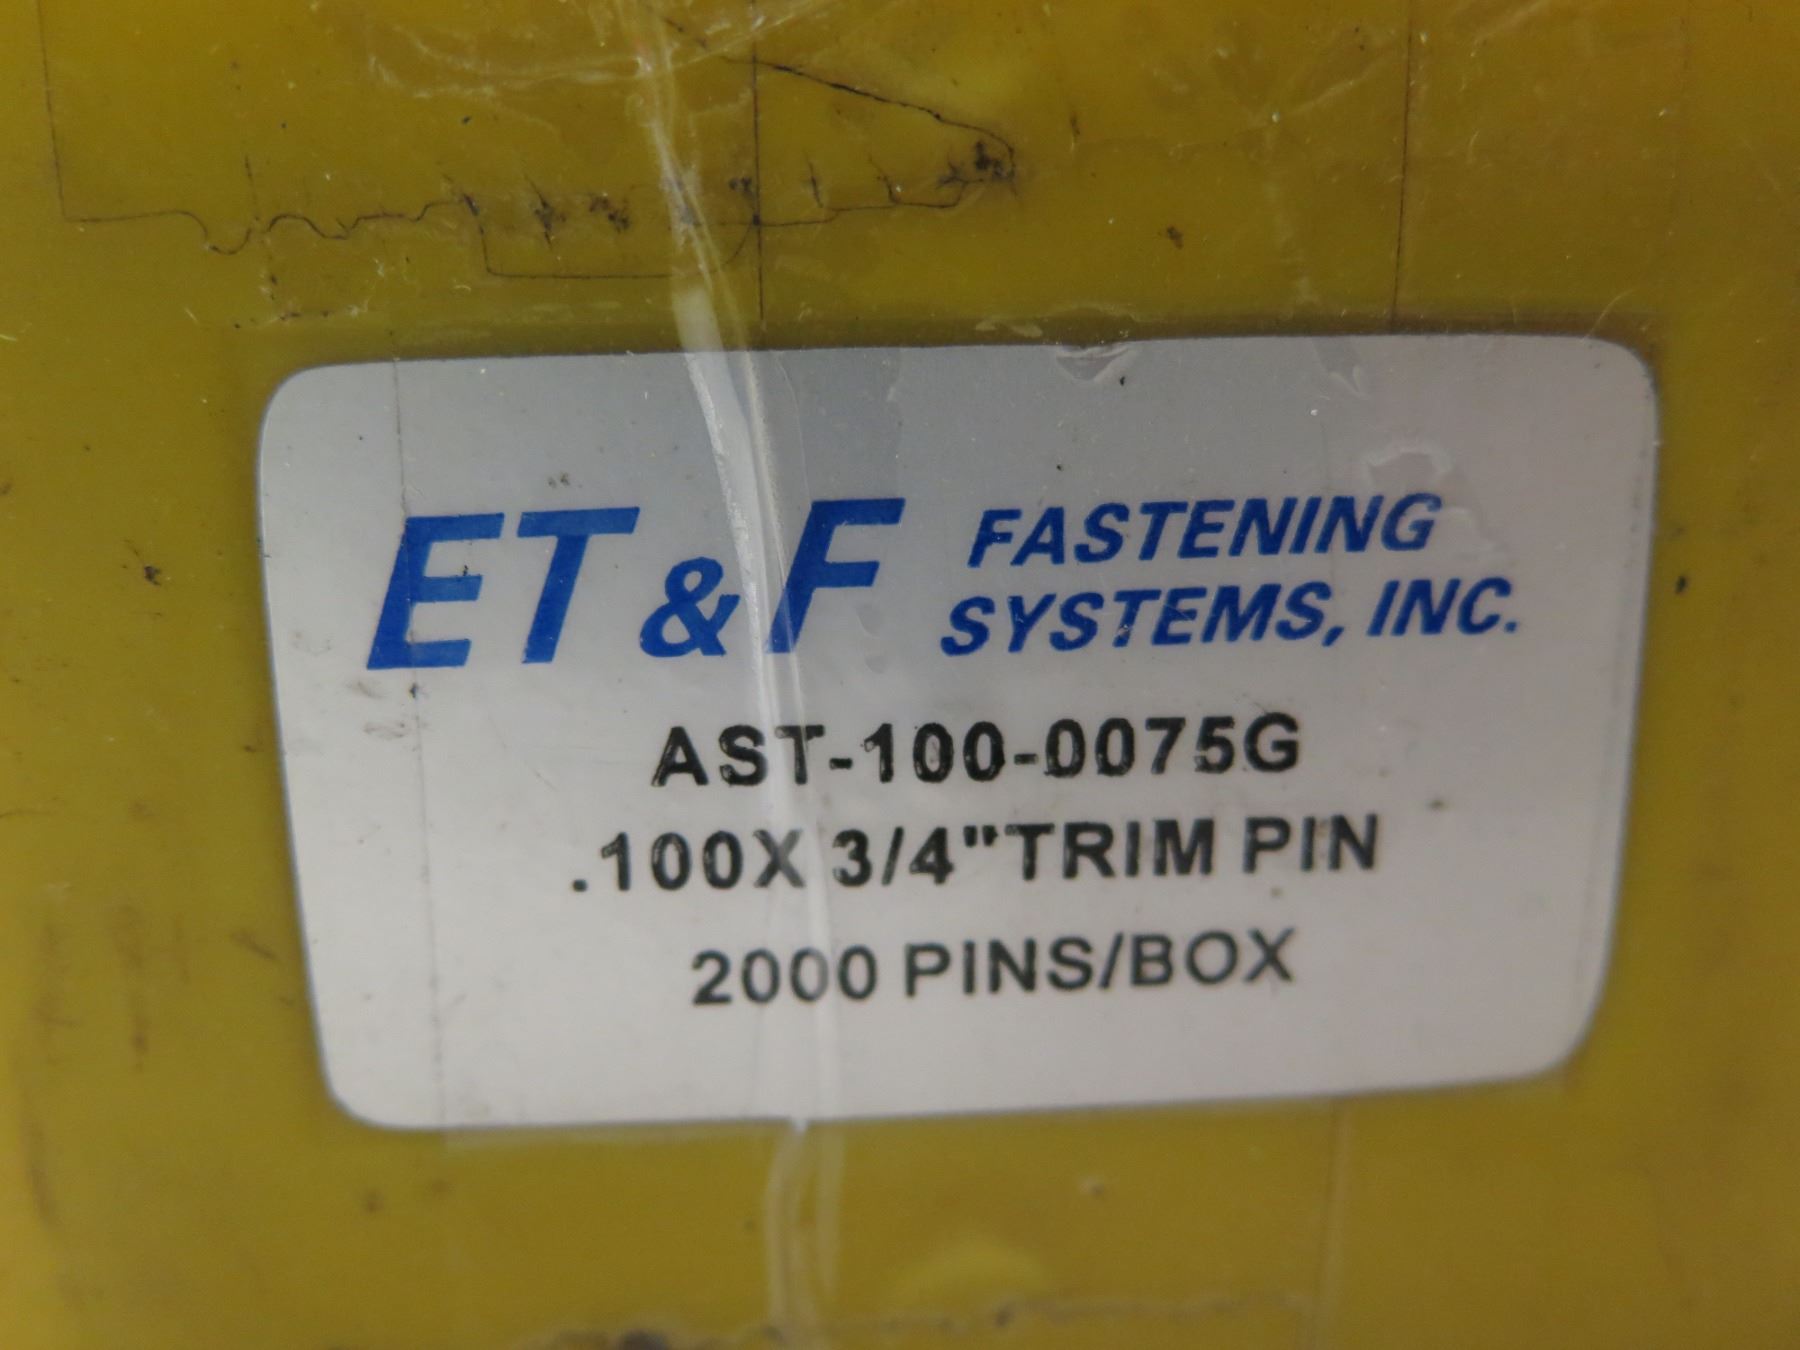 ET & F FASTENING
SYSTEMS, INC.
AST-100-0075G
.100X 3/4" TRIM PIN
2000 PINS/BOX